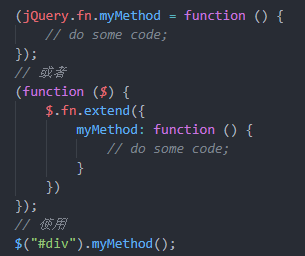 (jQuery.fn.myMethod = function () {
    // do some code;
});
// 或者
(function ($) {
    $.fn.extend({
        myMethod: function () {
            // do some code;
        }
    })
});
// 使用
$("#div").myMethod();